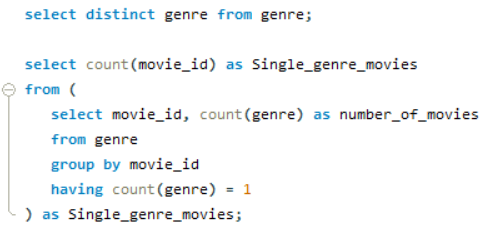 select distinct genre from genre;
select count(movie_id) as Single_genre_movies
from (
select movie_id, count(genre) as number_of_movies
from genre
group by movie_id
having count(genre) = 1
) as Single_genre_movies;